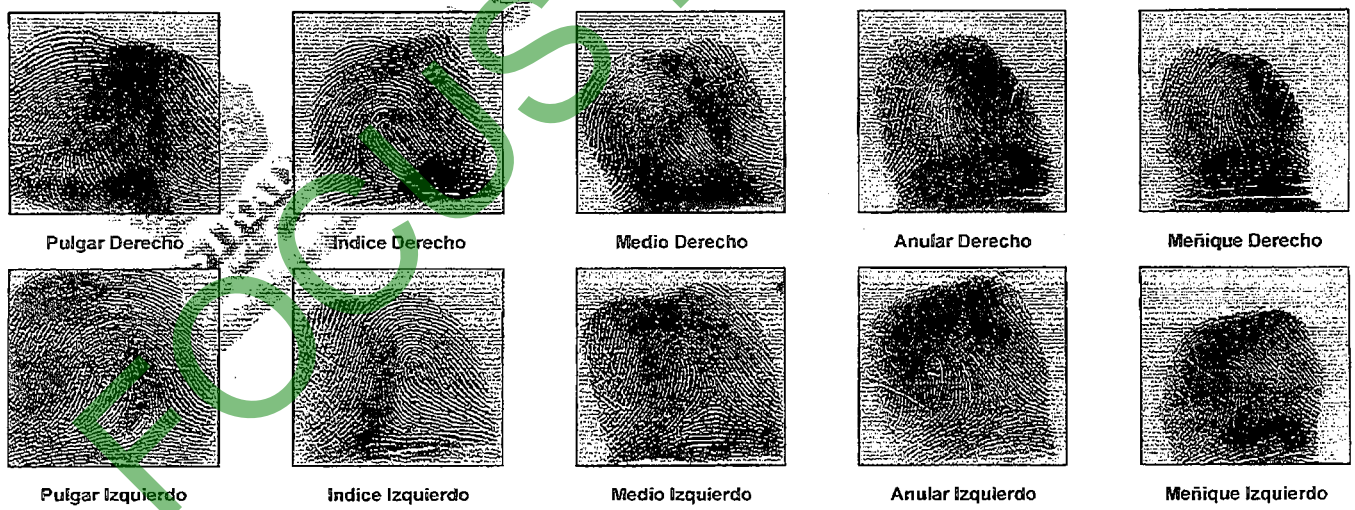 Pulgar Derecho
Indice Derecho
Medio Derecho
Anular Derecho
Meñique Derecho
Pulgar Izquierdo
Indice Izquierdo
Medio Izquierdo
Anular Izquierdo
Meñique Izquierdo
FOCUS